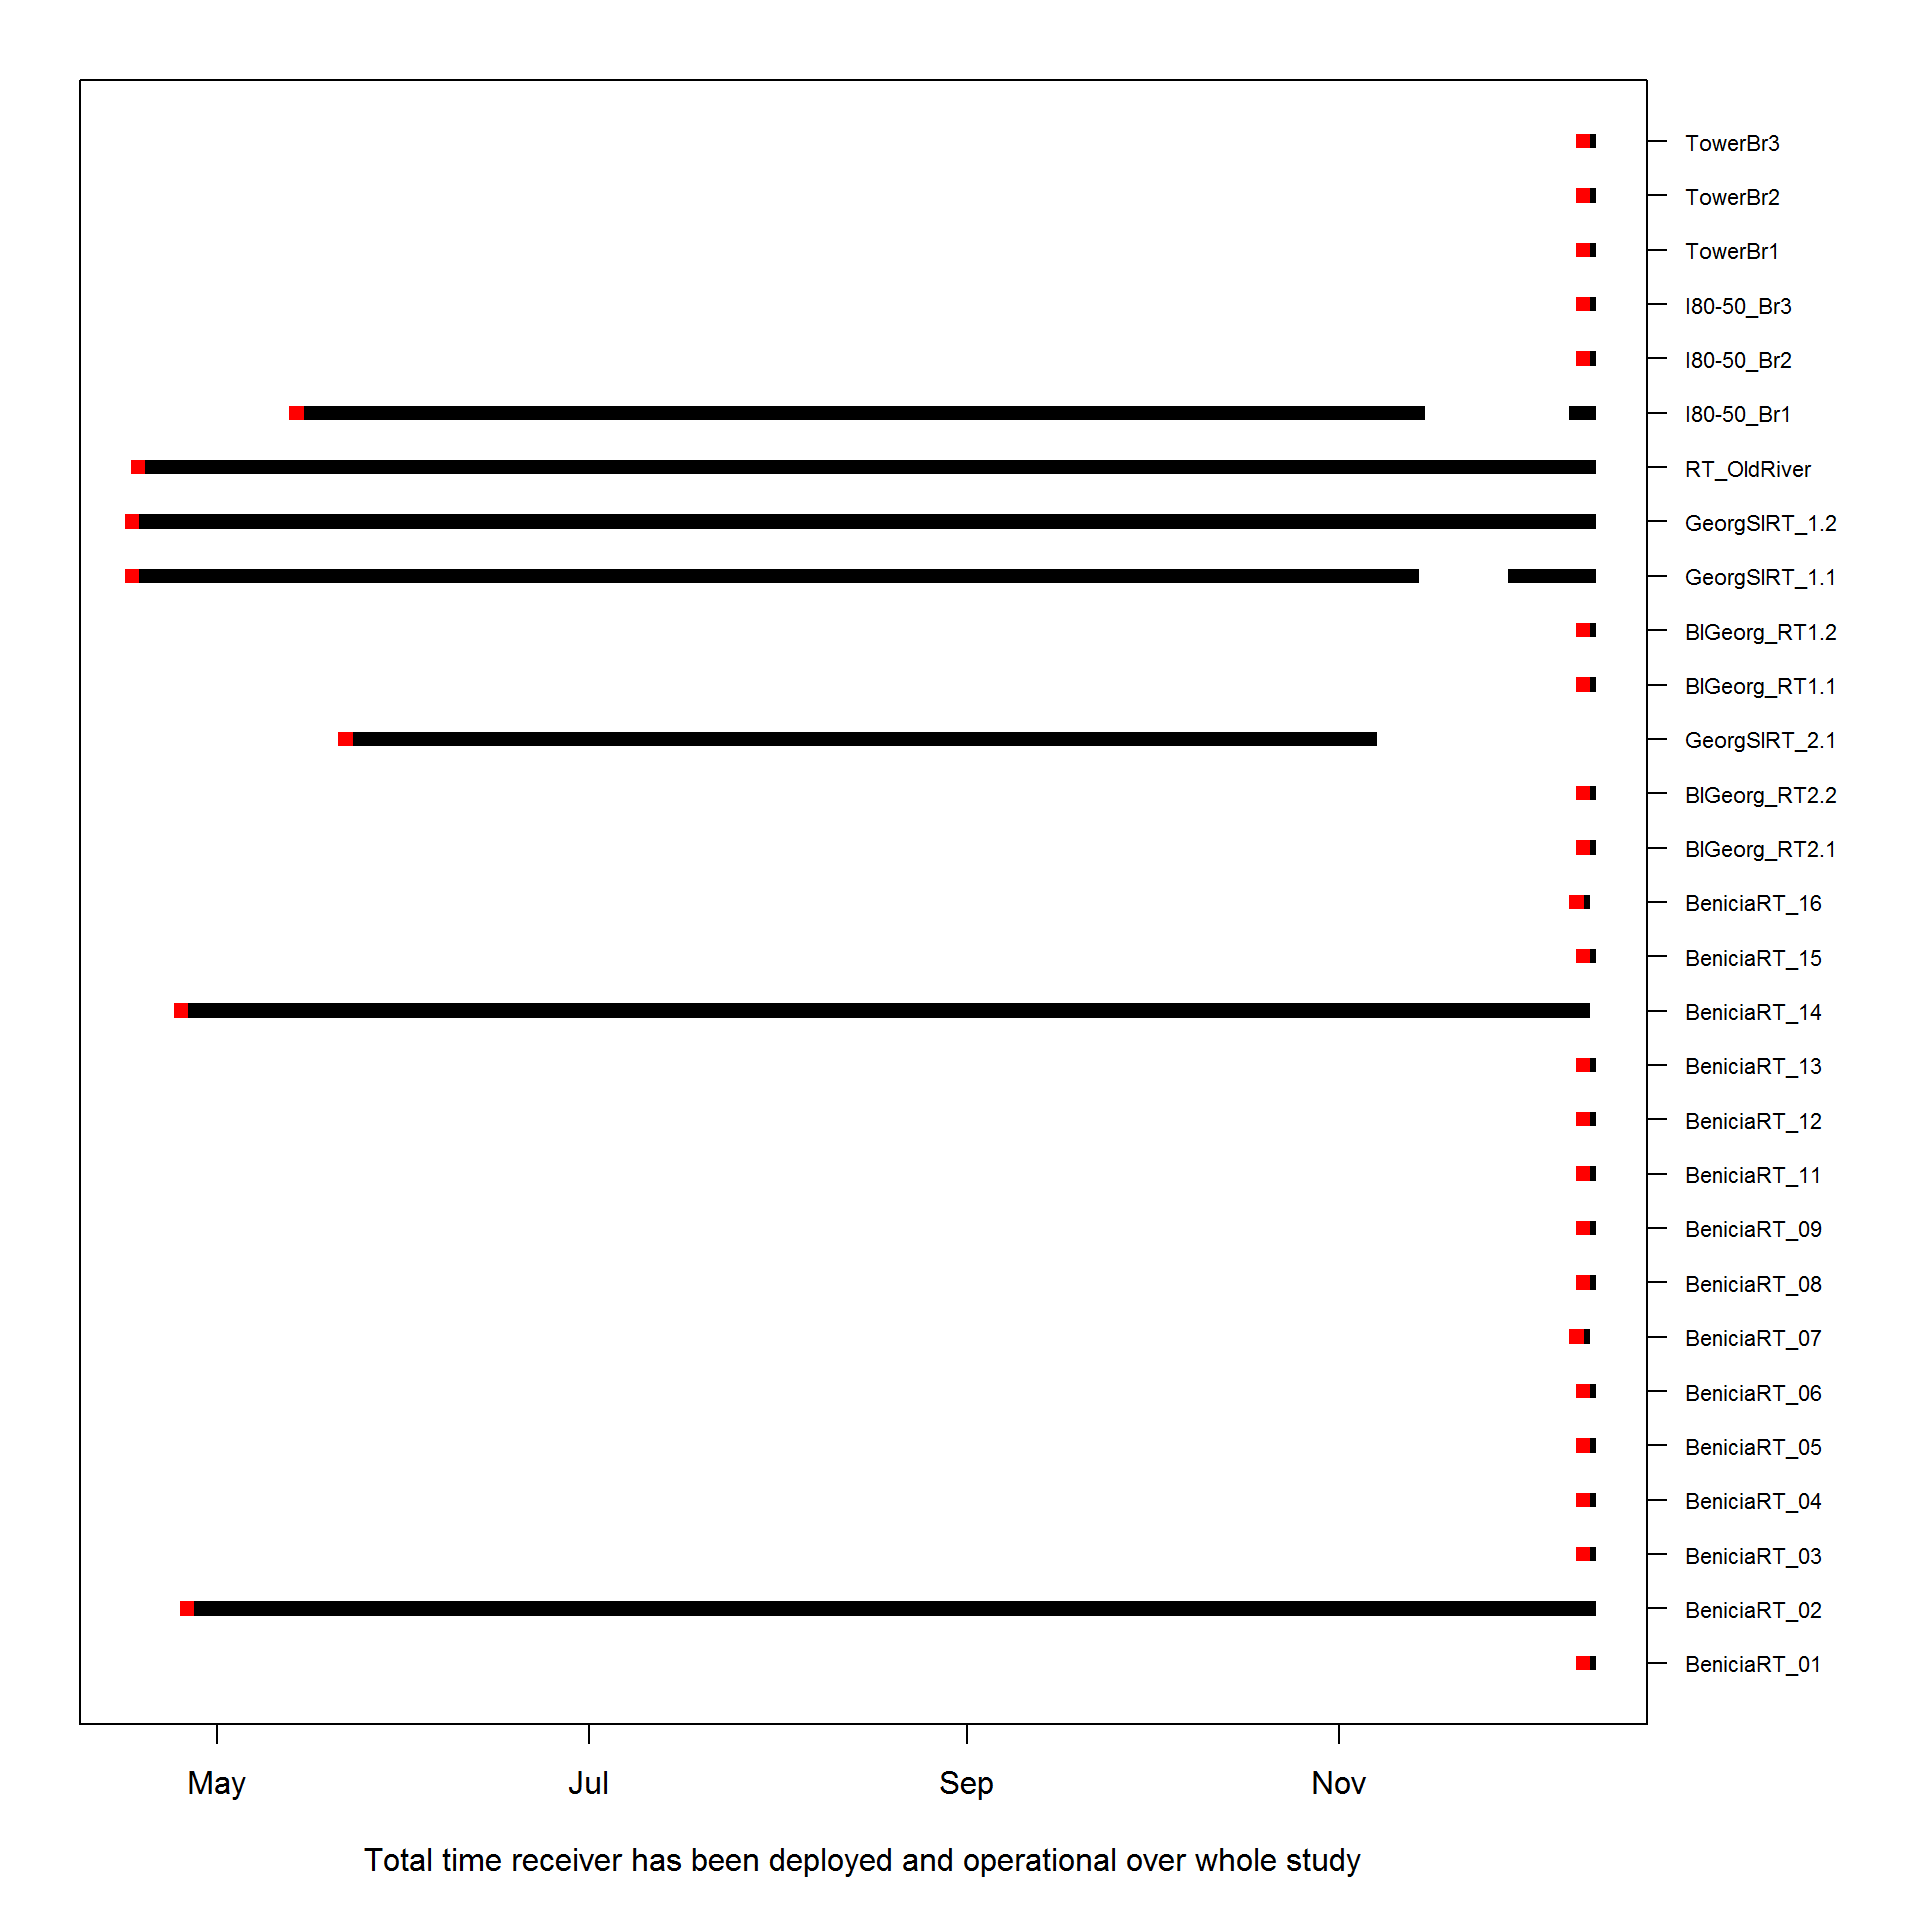 TowerBr3
TowerBr2
TowerBr1
I80-50_Br3
I80-50_Br2
I80-50_Br1
RT_OldRiver
GeorgSlRT_1.2
GeorgSlRT_1.1
BlGeorg_RT1.2
BlGeorg_RT1.1
GeorgSlRT_2.1
BlGeorg_RT2.2
BlGeorg_RT2.1
BeniciaRT_16
BeniciaRT_15
BeniciaRT_14
BeniciaRT_13
BeniciaRT_12
BeniciaRT_11
BeniciaRT_09
BeniciaRT_08
BeniciaRT_07
BeniciaRT_06
BeniciaRT_05
BeniciaRT_04
BeniciaRT_03
BeniciaRT_02
BeniciaRT_01
May Jul Sep Nov
Total time receiver has been deployed and operational over whole study